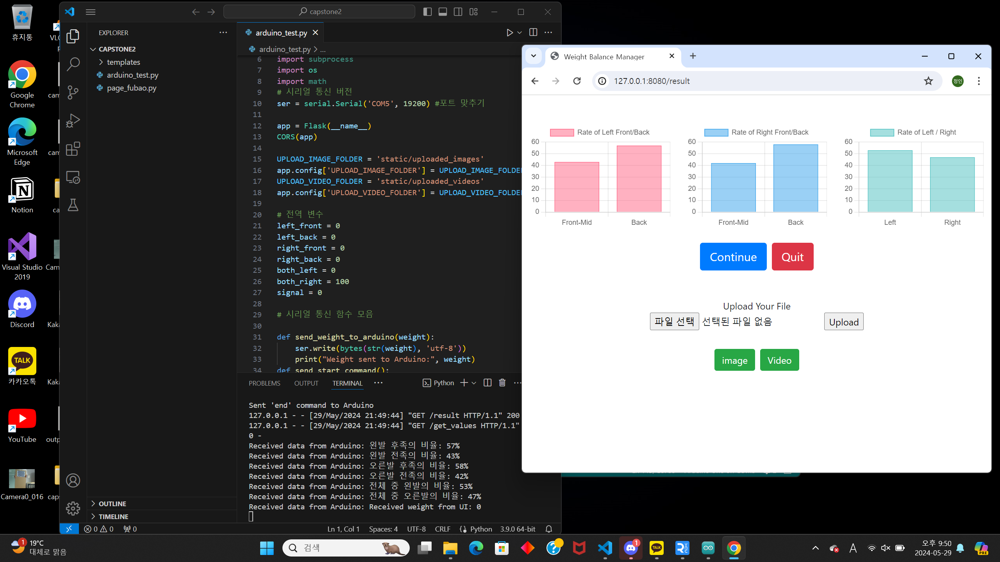 휴지통
Google
Chrome
Microsoft
Edge
Notion
Visual Studio
2019
Discord
TALK
카카오톡
YouTube
Camera0_016
capstone2
EXPLORER
CAPSTONE2
templates
arduino_test.py
page_fubao.py
OUTLINE
TIMELINE
arduino_test.py
arduino_test.py > ...
6 import subprocess
7 import os
8 import math
9 # 시리얼 통신 버전
10 ser = serial.Serial('COM5', 19200) #포트 맞추기
11
12 app = Flask(__name__)
13 CORS(app)
14
15 UPLOAD_IMAGE_FOLDER = 'static/uploaded_images'
16 app.config['UPLOAD_IMAGE_FOLDER'] = UPLOAD_IMAGE_FOLDE
17 UPLOAD_VIDEO_FOLDER = 'static/uploaded_videos'
18 app.config['UPLOAD_VIDEO_FOLDER'] = UPLOAD_VIDEO_FOLDE
19
20 # 전역 변수
21 left_front = 0
22 left_back = 0
23 right_front = 0
24 right_back = 0
25 both_left = 0
26 both_right = 100
27 signal = 0
28
29 # 시리얼 통신 함수 모음
30
31 def send_weight_to_arduino(weight):
32 ser.write(bytes(str(weight), 'utf-8'))
33 print("Weight sent to Arduino:", weight)
34 def send_start_command():
PROBLEMS OUTPUT TERMINAL ... Python
Sent 'end' command to Arduino
127.0.0.1 - - [29/May/2024 21:49:44] "GET /result HTTP/1.1" 200
127.0.0.1 - - [29/May/2024 21:49:44] "GET /get_values HTTP/1.1"
0 -
Received data from Arduino: 왼발 후족의 비율: 57%
Received data from Arduino: 왼발 전족의 비율: 43%
Received data from Arduino: 오른발 후족의 비율: 58%
Received data from Arduino: 오른발 전족의 비율: 42%
Received data from Arduino: 전체 중 왼발의 비율: 53%
Received data from Arduino: 전체 중 오른발의 비율: 47%
Received data from Arduino: Received weight from UI: 0
0 0 0 Ln 1, Col 1 Spaces: 4 UTF-8 CRLF Python 3.9.0 64-bit
Weight Balance Manager
127.0.0.1:8080/result
정인
Rate of Left Front/Back
60
50
40
30
20
10
0
Front-Mid Back
Rate of Right Front/Back
60
50
40
30
20
10
0
Front-Mid Back
Rate of Left / Right
60
50
40
30
20
10
0
Left Right
Continue Quit
Upload Your File
파일 선택 선택된 파일 없음 Upload
image Video
1 19°C
대체로 맑음
검색
1
TALK
A
오후 9:50
2024-05-29
PRE